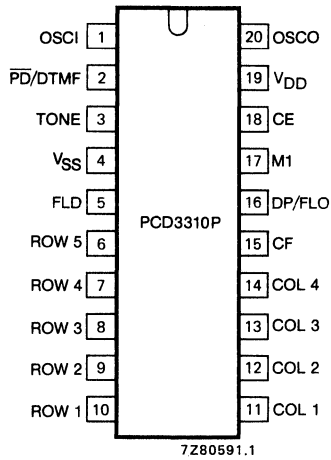 OSCI 1 20 OSCO
P̅D̅/DTMF 2 19 VDD
TONE 3 18 CE
VSS 4 17 M1
FLD 5 16 DP/FLO
PCD3310P
ROW 5 6 15 CF
ROW 4 7 14 COL 4
ROW 3 8 13 COL 3
ROW 2 9 12 COL 2
ROW 1 10 11 COL 1
7Z80591.1